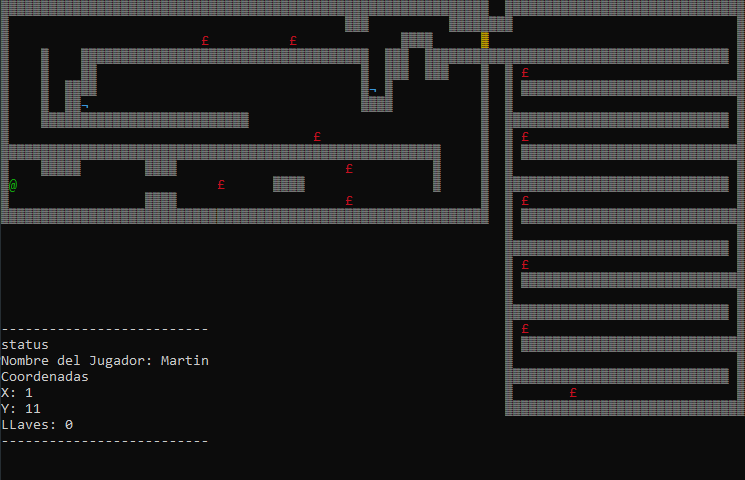 £ £
£
¬
¬
£
£
£
@ £
£
£
£
£
£
--------------------------
status
Nombre del Jugador: Martin
Coordenadas
X: 1
£
Y: 11
LLaves: 0
--------------------------